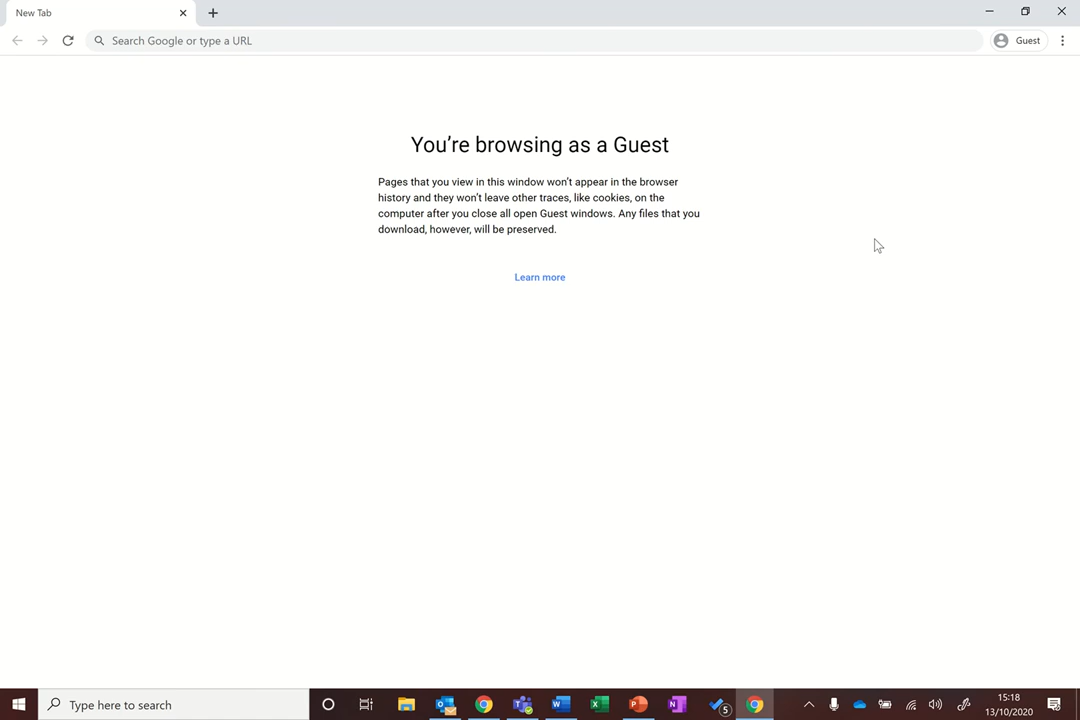 New Tab
Search Google or type a URL
Guest
You're browsing as a Guest
Pages that you view in this window won't appear in the browser
history and they won't leave other traces, like cookies, on the
computer after you close all open Guest windows. Any files that you
download, however, will be preserved.
Learn more
Type here to search
5
15:18
13/10/2020